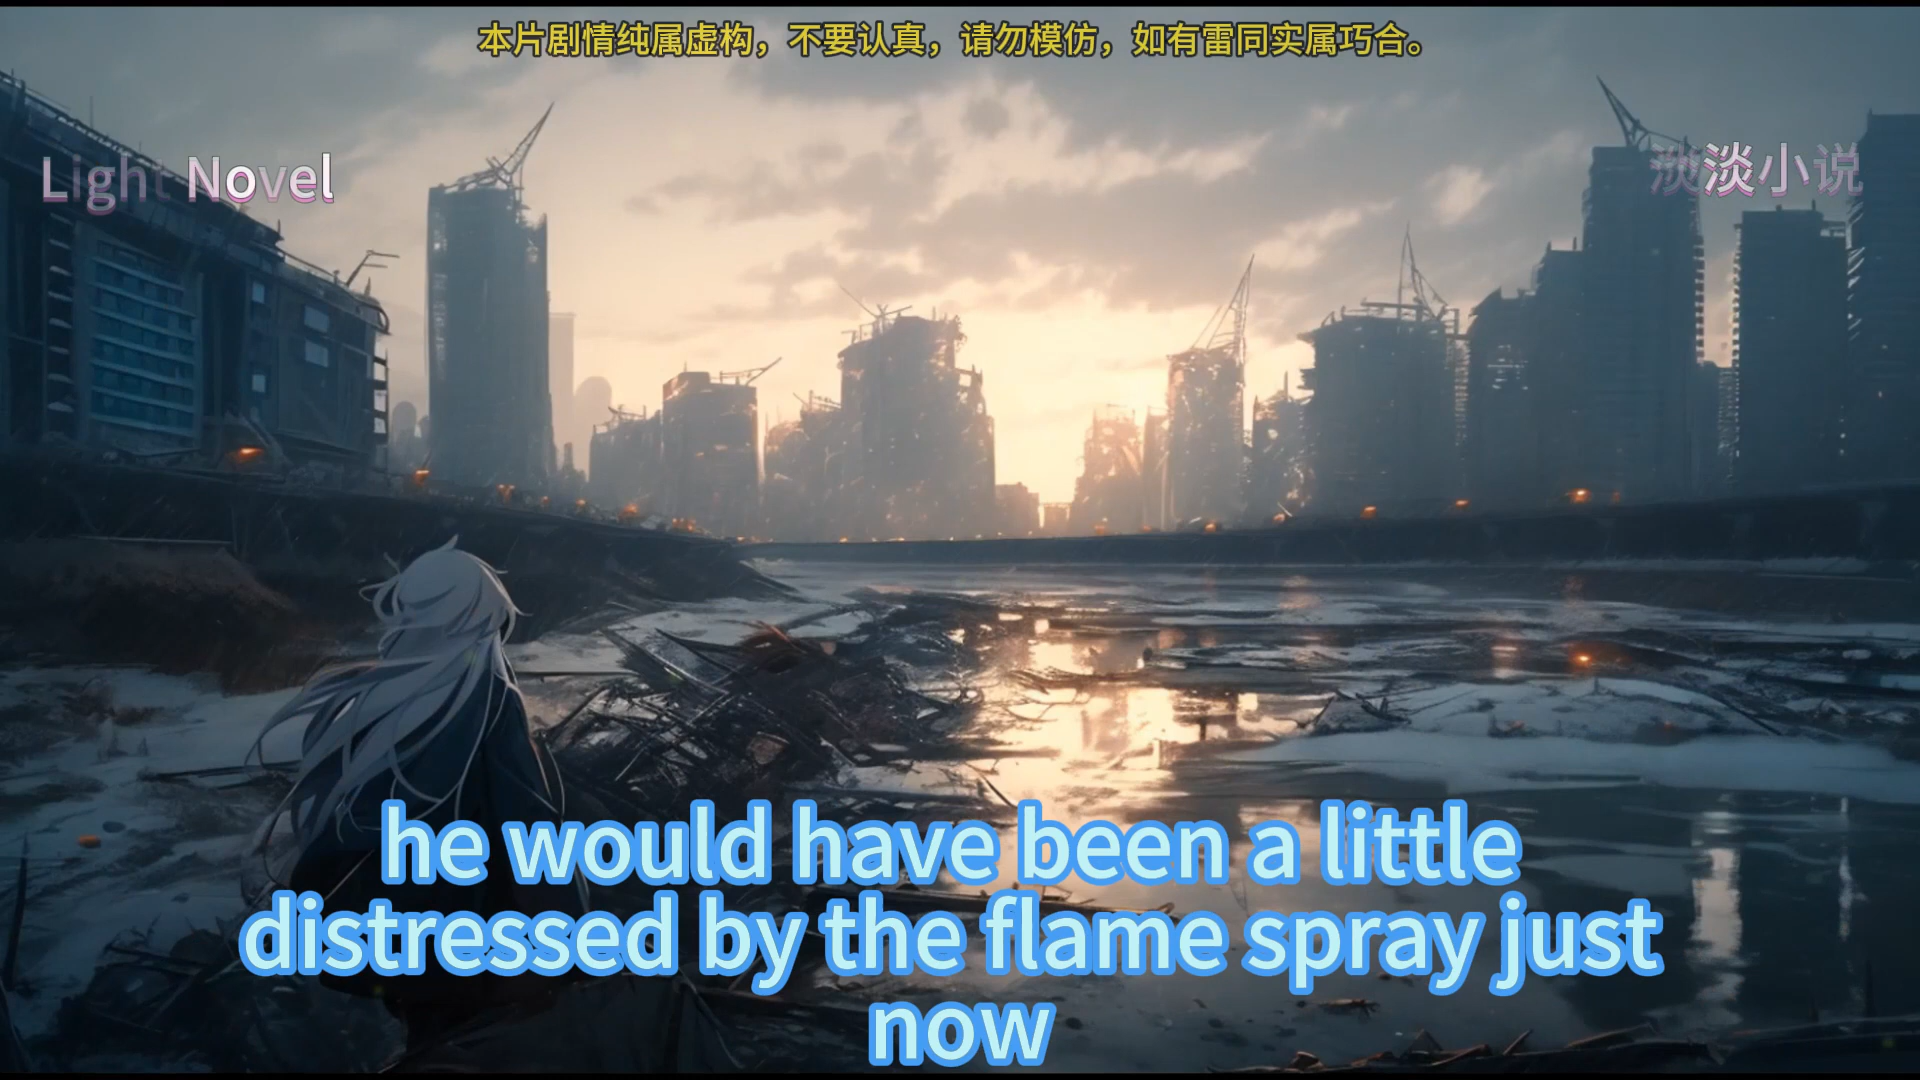 本片剧情纯属虚构，不要认真，请勿模仿，如有雷同实属巧合。
Light Novel
淡淡小说
he would have been a little
distressed by the flame spray just
now